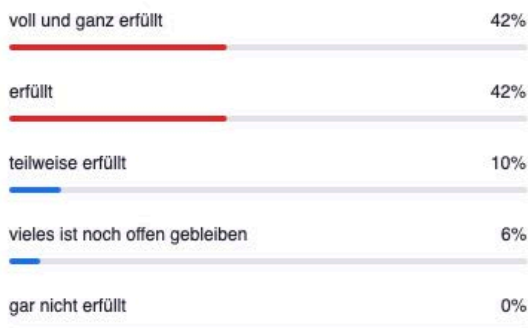 voll und ganz erfüllt 42%
erfüllt 42%
teilweise erfüllt 10%
vieles ist noch offen gebleiben 6%
gar nicht erfüllt 0%